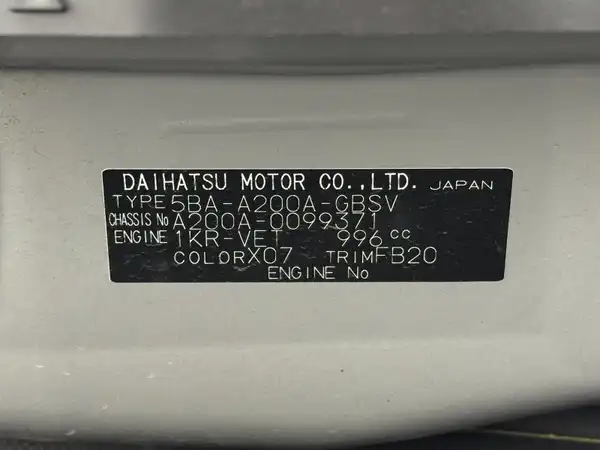 DAIHATSU MOTOR CO.,LTD. JAPAN
TYPE 5BA-A200A-GBSV
CHASSIS No A200A-0099371
ENGINE 1KR-VET 996 cc
COLOR X07 TRIM FB20
ENGINE No